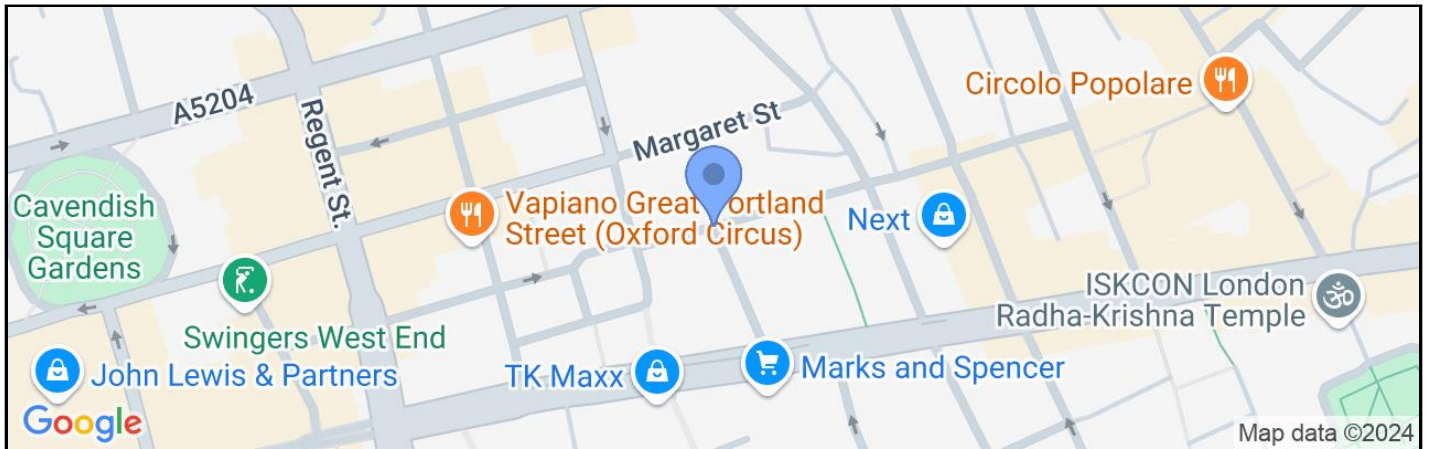 Circolo Popolare
A5204
Regent St.
Margaret St
Cavendish
Square
Gardens
Vapiano Great Portland
Street (Oxford Circus)
Next
ISKCON London
Radha-Krishna Temple
Swingers West End
John Lewis & Partners
TK Maxx
Marks and Spencer
Google
Map data ©2024